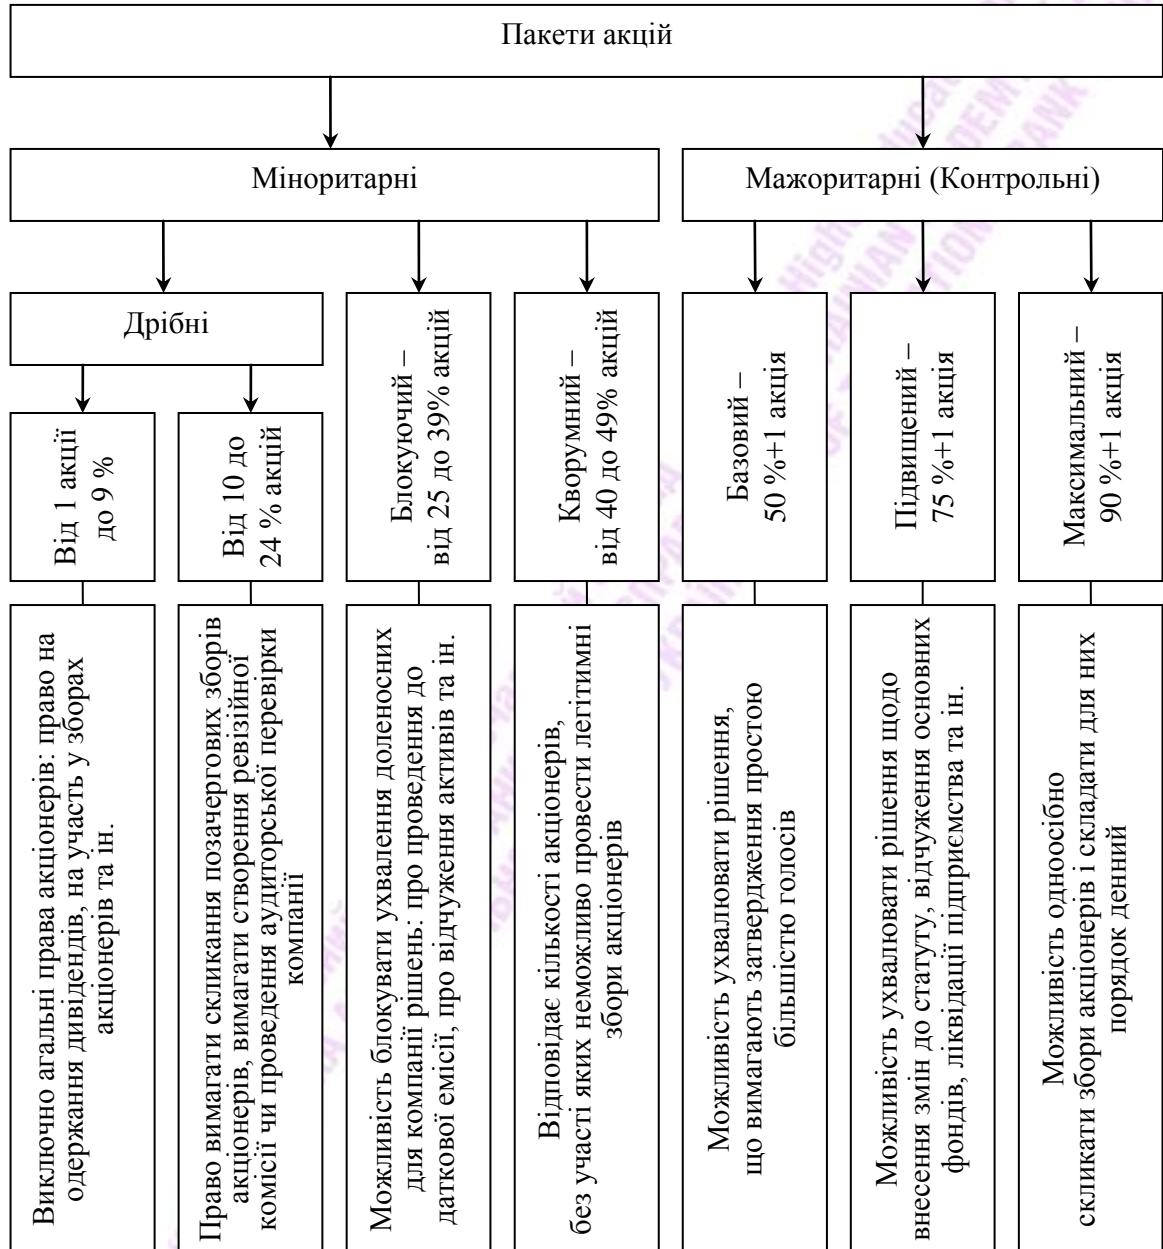 Пакети акцій
Міноритарні
Мажоритарні (Контрольні)
Дрібні
Від 1 акції
до 9 %
Від 10 до
24 % акцій
Блокуючий –
від 25 до 39% акцій
Кворумний –
від 40 до 49% акцій
Базовий –
50 %+1 акція
Підвищений –
75 %+1 акція
Максимальний –
90 %+1 акція
Виключно агальні права акціонерів: право на
одержання дивідендів, на участь у зборах
акціонерів та ін.
Право вимагати скликання позачергових зборів
акціонерів, вимагати створення ревізійної
комісії чи проведення аудиторської перевірки
компанії
Можливість блокувати ухвалення доленосних
для компанії рішень: про проведення до
даткової емісії, про відчуження активів та ін.
Відповідає кількості акціонерів,
без участі яких неможливо провести легітимні
збори акціонерів
Можливість ухвалювати рішення,
що вимагають затвердження простою
більшістю голосів
Можливість ухвалювати рішення щодо
внесення змін до статуту, відчуження основних
фондів, ліквідації підприємства та ін.
Можливість одноосібно
скликати збори акціонерів і складати для них
порядок денний